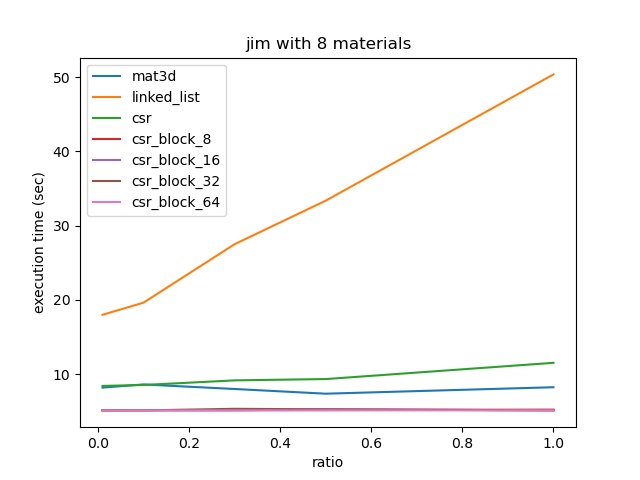 jim with 8 materials
mat3d
linked_list
csr
csr_block_8
csr_block_16
csr_block_32
csr_block_64
execution time (sec)
50
40
30
20
10
0.0 0.2 0.4 0.6 0.8 1.0
ratio